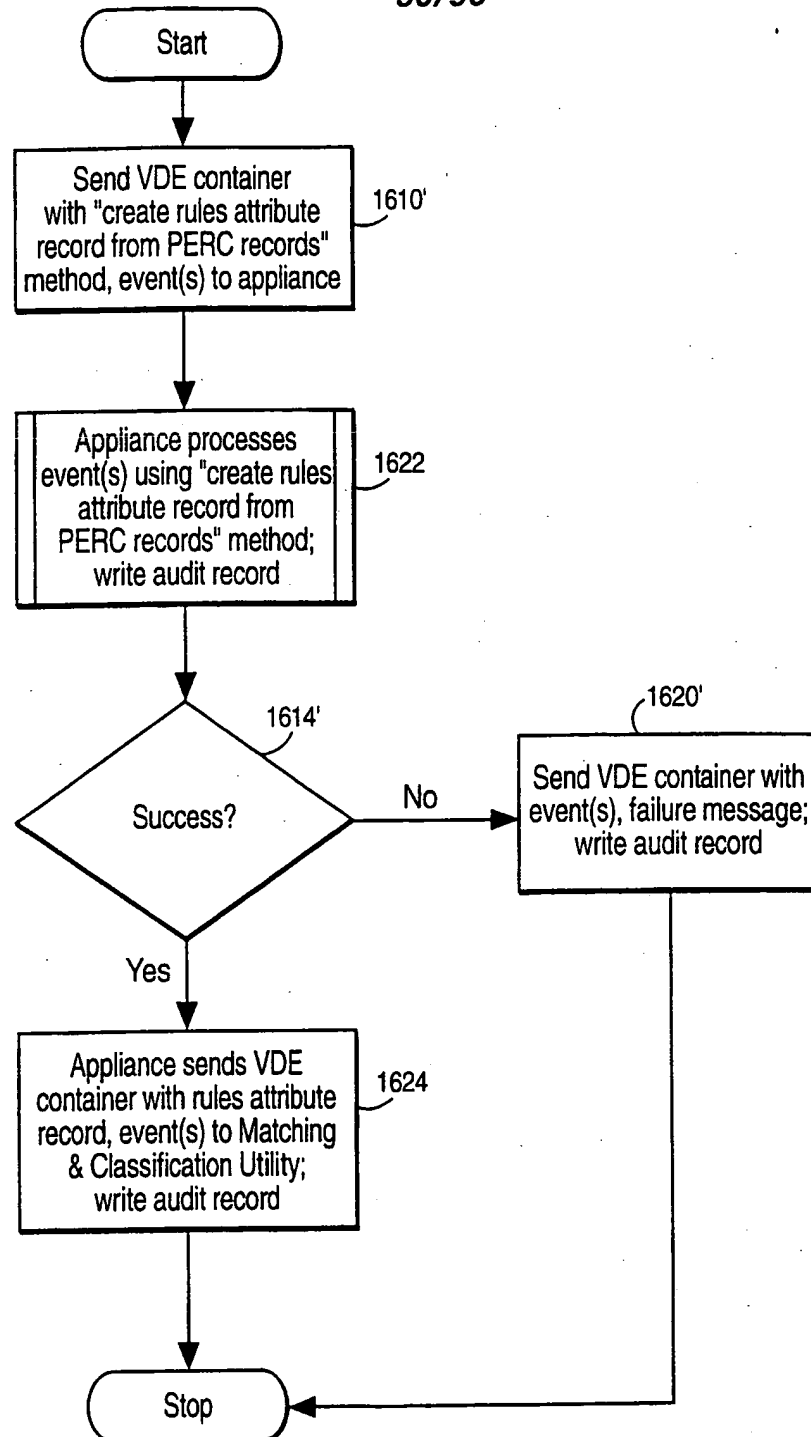 Start
Send VDE container
with "create rules attribute
record from PERC records"
method, event(s) to appliance
1610'
Appliance processes
event(s) using "create rules
attribute record from
PERC records" method;
write audit record
1622
1614'
Success?
No
1620'
Send VDE container with
event(s), failure message;
write audit record
Yes
Appliance sends VDE
container with rules attribute
record, event(s) to Matching
& Classification Utility;
write audit record
1624
Stop